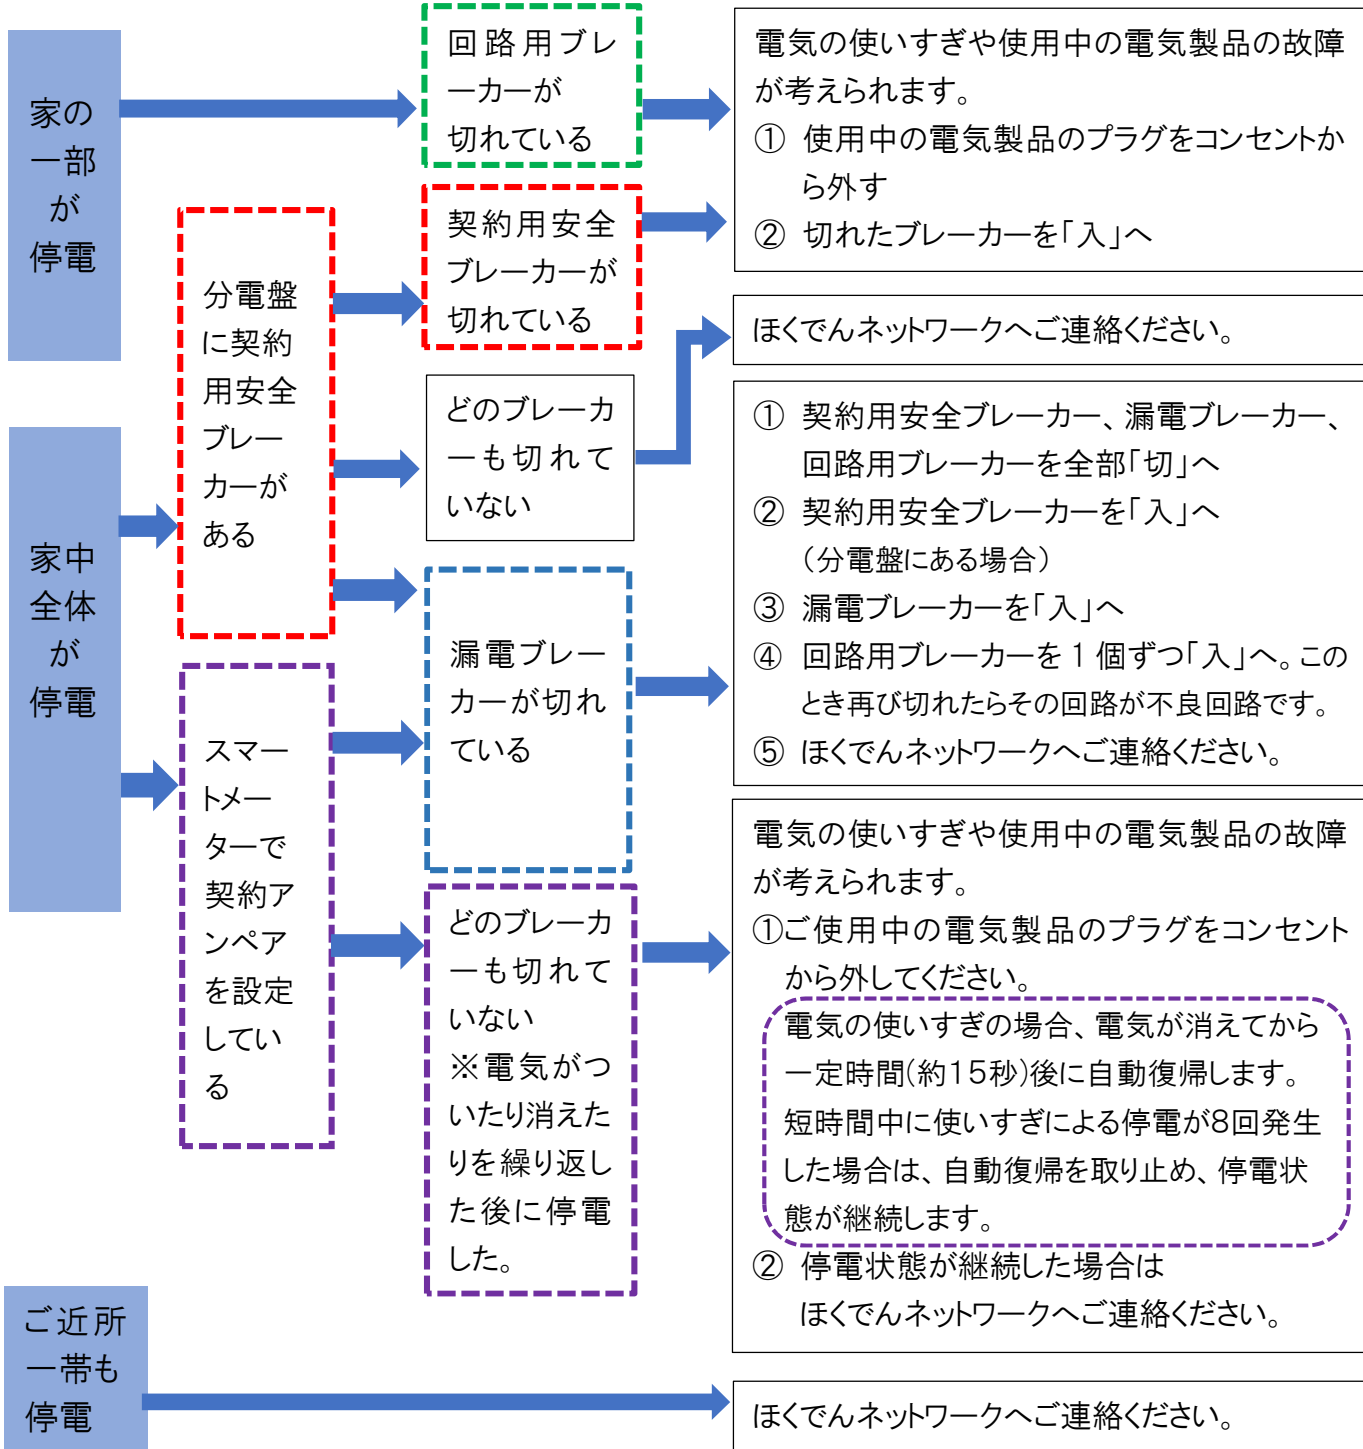 家の
一部
が
停電
回路用ブレ
ーカーが
切れている
電気の使いすぎや使用中の電気製品の故障
が考えられます。
① 使用中の電気製品のプラグをコンセントか
ら外す
② 切れたブレーカーを「入」へ
契約用安全
ブレーカーが
切れている
分電盤
に契約
用安全
ブレー
カーが
ある
ほくでんネットワークへご連絡ください。
どのブレーカ
ーも切れて
いない
家中
全体
が
停電
① 契約用安全ブレーカー、漏電ブレーカー、
回路用ブレーカーを全部「切」へ
② 契約用安全ブレーカーを「入」へ
（分電盤にある場合）
③ 漏電ブレーカーを「入」へ
④ 回路用ブレーカーを１個ずつ「入」へ。この
とき再び切れたらその回路が不良回路です。
⑤ ほくでんネットワークへご連絡ください。
漏電ブレー
カーが切れ
ている
スマー
トメー
ターで
契約ア
ンペア
を設定
してい
る
どのブレーカ
ーも切れて
いない
※電気がつ
いたり消えた
りを繰り返し
た後に停電
した。
電気の使いすぎや使用中の電気製品の故障
が考えられます。
①ご使用中の電気製品のプラグをコンセント
から外してください。
電気の使いすぎの場合、電気が消えてから
一定時間(約１５秒)後に自動復帰します。
短時間中に使いすぎによる停電が８回発生
した場合は、自動復帰を取り止め、停電状
態が継続します。
② 停電状態が継続した場合は
ほくでんネットワークへご連絡ください。
ご近所
一帯も
停電
ほくでんネットワークへご連絡ください。